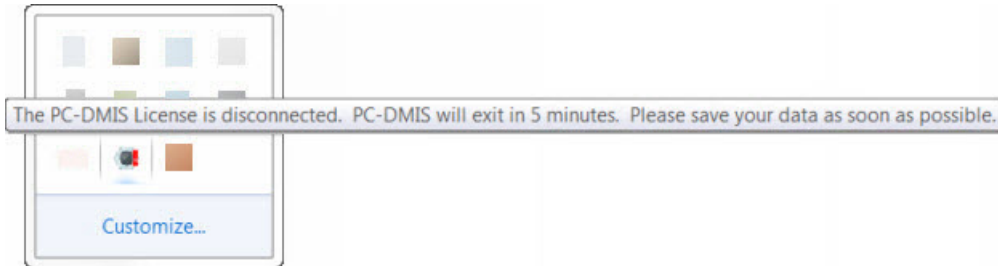 The PC-DMIS License is disconnected. PC-DMIS will exit in 5 minutes. Please save your data as soon as possible.
Customize...